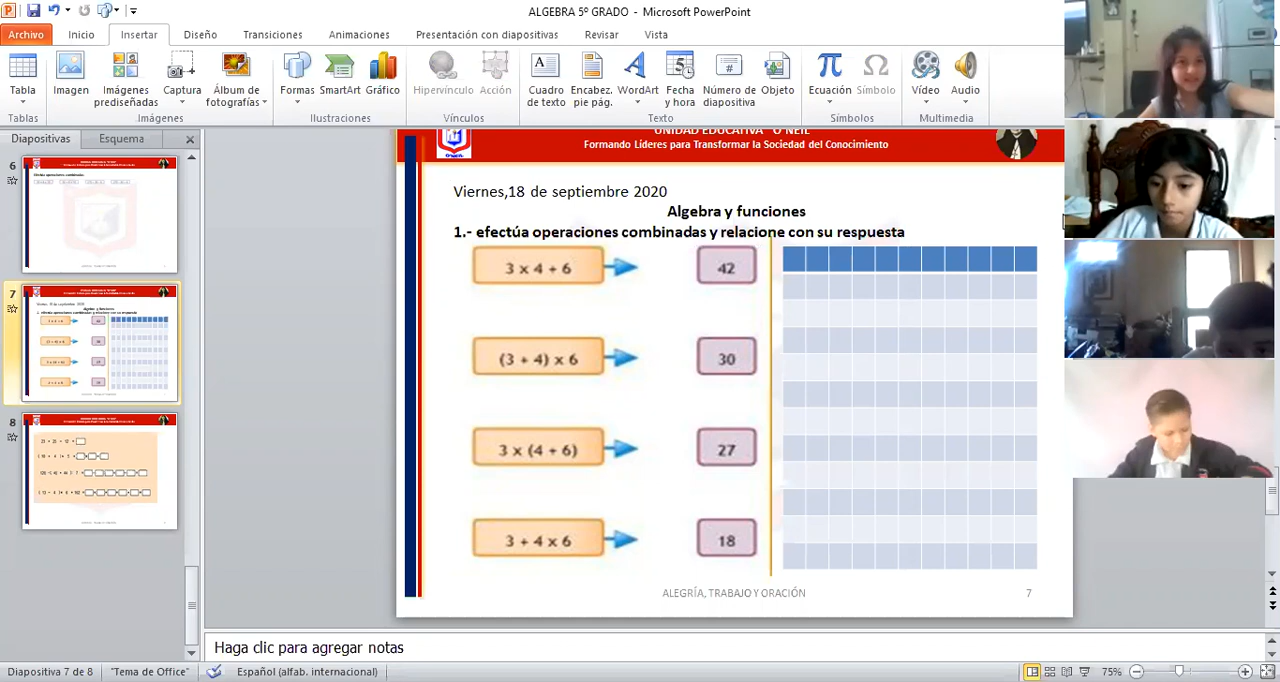 ALGEBRA 5º GRADO - Microsoft PowerPoint
Archivo Inicio Insertar Diseño Transiciones Animaciones Presentación con diapositivas Revisar Vista
Tabla Imagen Imágenes prediseñadas Captura Álbum de fotografías Formas SmartArt Gráfico Hipervínculo Acción Cuadro de texto Encabez. pie pág. WordArt Fecha y hora Número de diapositiva Objeto Ecuación Símbolo Vídeo Audio
Tablas Imágenes Ilustraciones Vínculos Texto Símbolos Multimedia
Diapositivas Esquema
6
7
8
UNIDAD EDUCATIVA "O'NEIL"
Formando Líderes para Transformar la Sociedad del Conocimiento
Viernes,18 de septiembre 2020
Algebra y funciones
1.- efectúa operaciones combinadas y relacione con su respuesta
3 x 4 + 6 42
(3 + 4) x 6 30
3 x (4 + 6) 27
3 + 4 x 6 18
ALEGRÍA, TRABAJO Y ORACIÓN 7
Haga clic para agregar notas
Diapositiva 7 de 8 "Tema de Office" Español (alfab. internacional) 75%